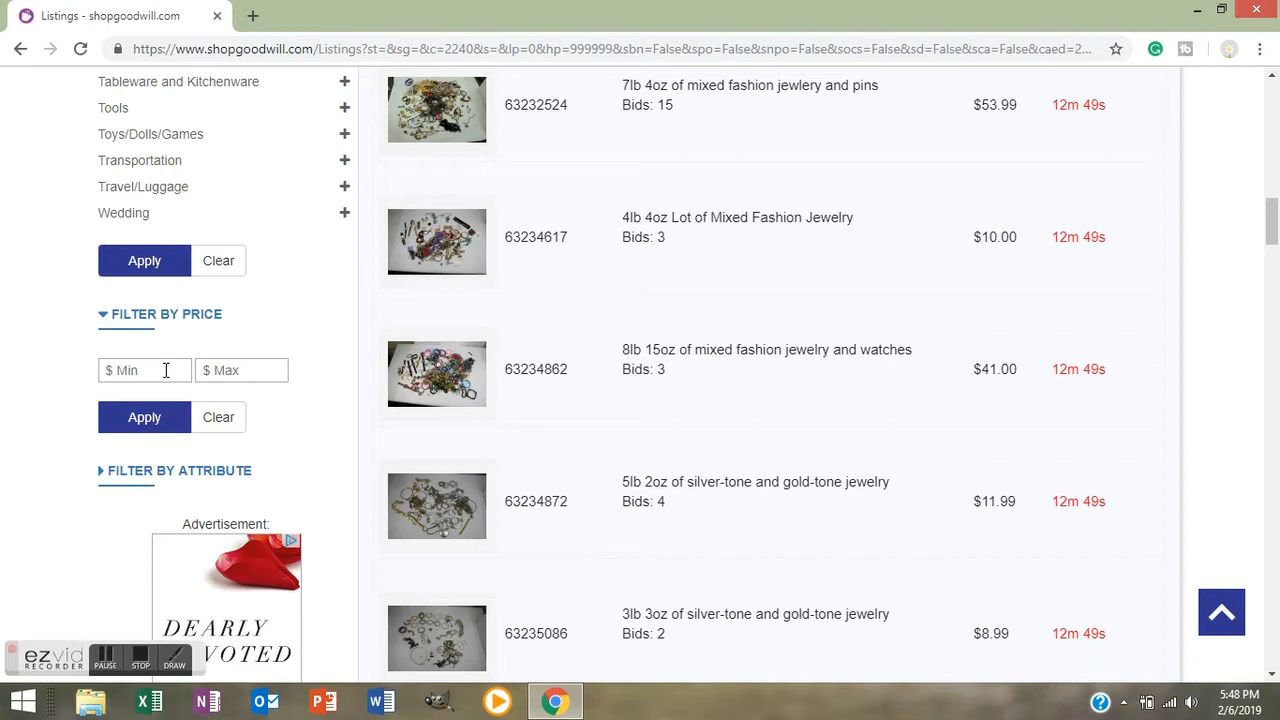 Listings - shopgoodwill.com
https://www.shopgoodwill.com/Listings?st=&sg=&c=2240&s=&lp=0&hp=999999&sbn=False&spo=False&snpo=False&socs=False&sd=False&sca=False&caed=2...
Tableware and Kitchenware
Tools
Toys/Dolls/Games
Transportation
Travel/Luggage
Wedding
Apply Clear
FILTER BY PRICE
$ Min $ Max
Apply Clear
FILTER BY ATTRIBUTE
Advertisement:
DEARLY
VOTED
7lb 4oz of mixed fashion jewlery and pins
63232524 Bids: 15 $53.99 12m 49s
4lb 4oz Lot of Mixed Fashion Jewelry
63234617 Bids: 3 $10.00 12m 49s
8lb 15oz of mixed fashion jewelry and watches
63234862 Bids: 3 $41.00 12m 49s
5lb 2oz of silver-tone and gold-tone jewelry
63234872 Bids: 4 $11.99 12m 49s
3lb 3oz of silver-tone and gold-tone jewelry
63235086 Bids: 2 $8.99 12m 49s
ezvid
RECORDER
PAUSE STOP DRAW
5:48 PM
2/6/2019